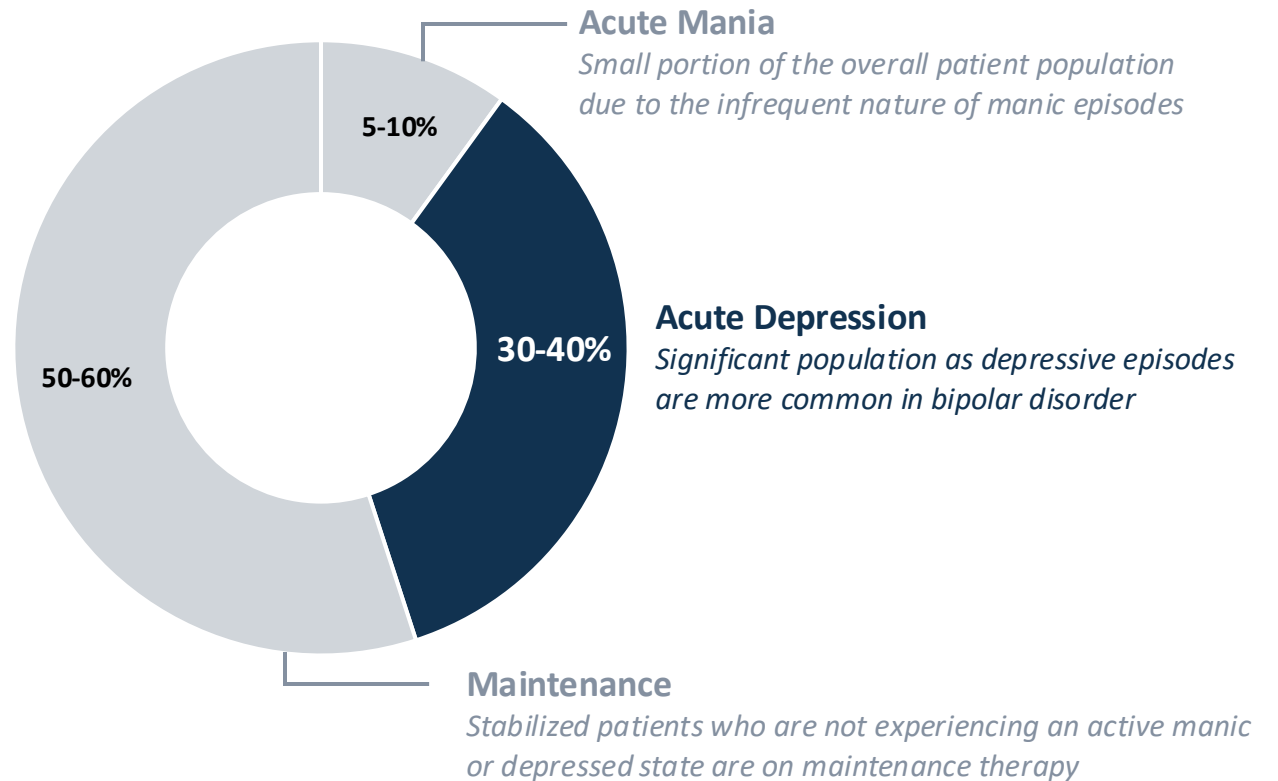 Acute Mania
Small portion of the overall patient population
due to the infrequent nature of manic episodes
5-10%
Acute Depression
Significant population as depressive episodes
are more common in bipolar disorder
30-40%
50-60%
Maintenance
Stabilized patients who are not experiencing an active manic
or depressed state are on maintenance therapy